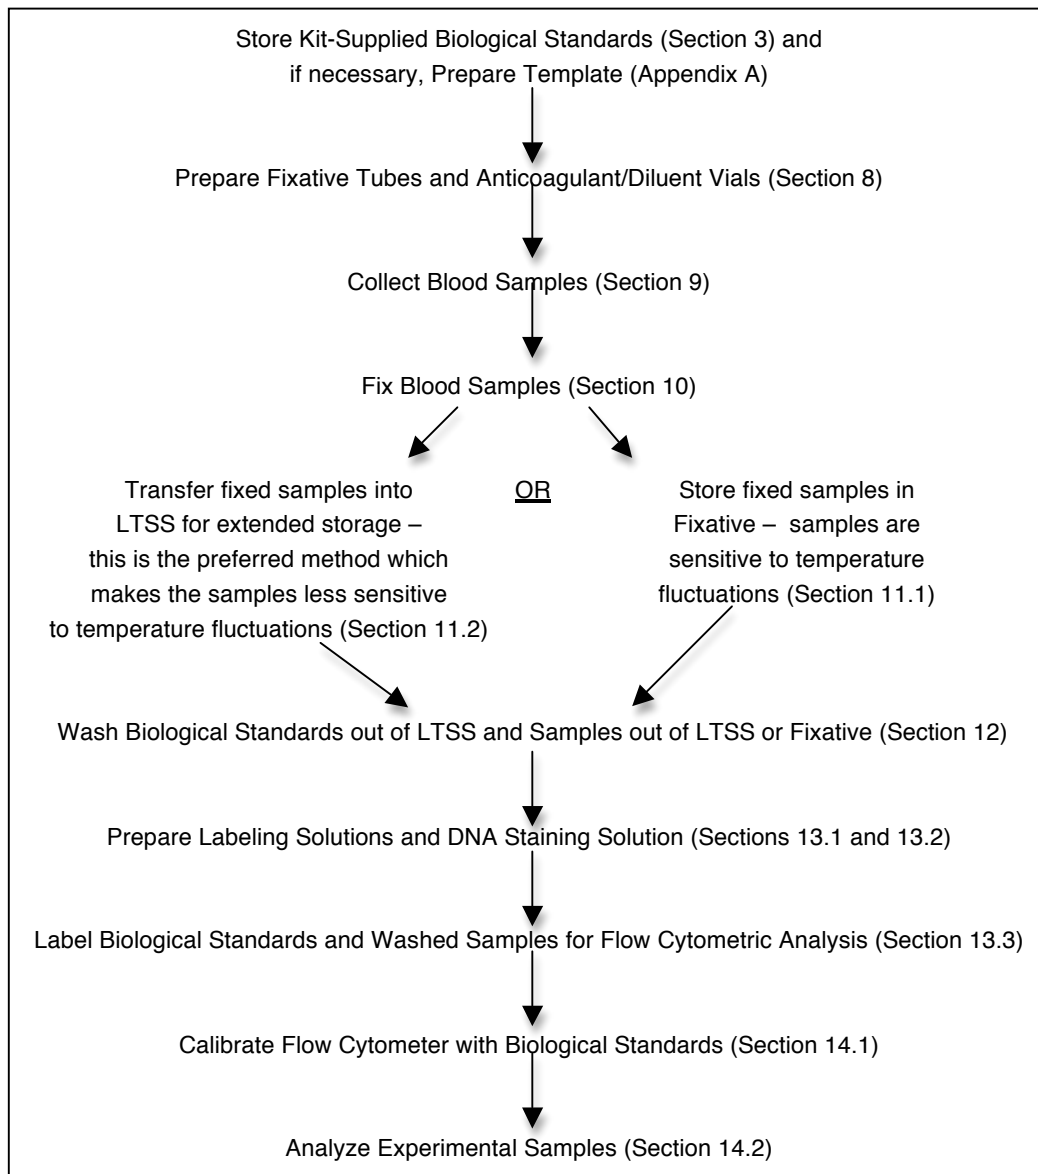 Store Kit-Supplied Biological Standards (Section 3) and
if necessary, Prepare Template (Appendix A)
Prepare Fixative Tubes and Anticoagulant/Diluent Vials (Section 8)
Collect Blood Samples (Section 9)
Fix Blood Samples (Section 10)
Transfer fixed samples into
LTSS for extended storage –
this is the preferred method which
makes the samples less sensitive
to temperature fluctuations (Section 11.2)
OR
Store fixed samples in
Fixative – samples are
sensitive to temperature
fluctuations (Section 11.1)
Wash Biological Standards out of LTSS and Samples out of LTSS or Fixative (Section 12)
Prepare Labeling Solutions and DNA Staining Solution (Sections 13.1 and 13.2)
Label Biological Standards and Washed Samples for Flow Cytometric Analysis (Section 13.3)
Calibrate Flow Cytometer with Biological Standards (Section 14.1)
Analyze Experimental Samples (Section 14.2)